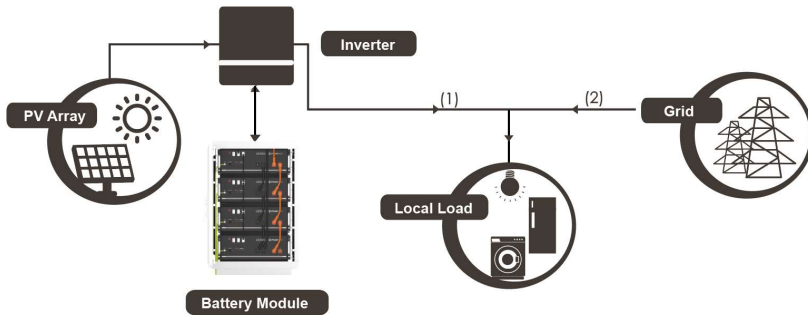 Inverter
PV Array
(1)
(2)
Grid
Local Load
Battery Module